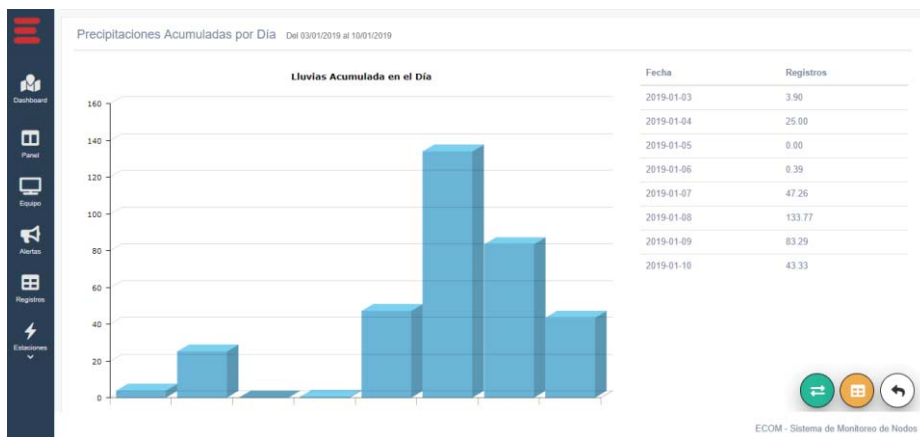 Precipitaciones Acumuladas por Día Del 03/01/2019 al 10/01/2019
Dashboard
Panel
Equipo
Alertas
Registros
Estaciones
Lluvias Acumulada en el Día
160
140
120
100
80
60
40
20
0
Fecha Registros
2019-01-03 3.90
2019-01-04 25.00
2019-01-05 0.00
2019-01-06 0.39
2019-01-07 47.26
2019-01-08 133.77
2019-01-09 83.29
2019-01-10 43.33
ECOM - Sistema de Monitoreo de Nodos